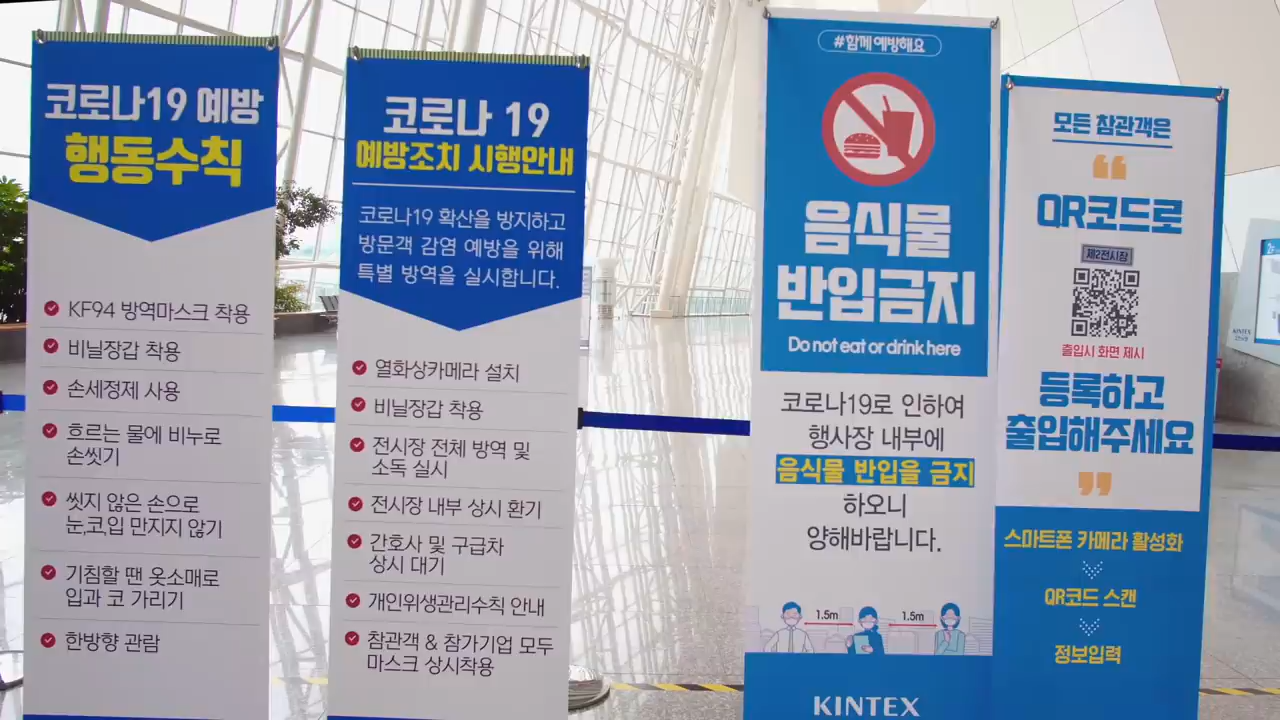 코로나19 예방
행동수칙
KF94 방역마스크 착용
비닐장갑 착용
손세정제 사용
흐르는 물에 비누로
손씻기
씻지 않은 손으로
눈,코,입 만지지 않기
기침할 땐 옷소매로
입과 코 가리기
한방향 관람
코로나 19
예방조치 시행안내
코로나19 확산을 방지하고
방문객 감염 예방을 위해
특별 방역을 실시합니다.
열화상카메라 설치
비닐장갑 착용
전시장 전체 방역 및
소독 실시
전시장 내부 상시 환기
간호사 및 구급차
상시 대기
개인위생관리수칙 안내
참관객 & 참가기업 모두
마스크 상시착용
#함께 예방해요
음식물
반입금지
Do not eat or drink here
코로나19로 인하여
행사장 내부에
음식물 반입을 금지
하오니
양해바랍니다.
1.5m 1.5m
KINTEX
모든 참관객은
"
QR코드로
제2전시장
출입시 화면 제시
등록하고
출입해주세요
"
스마트폰 카메라 활성화
QR코드 스캔
정보입력
KINTEX